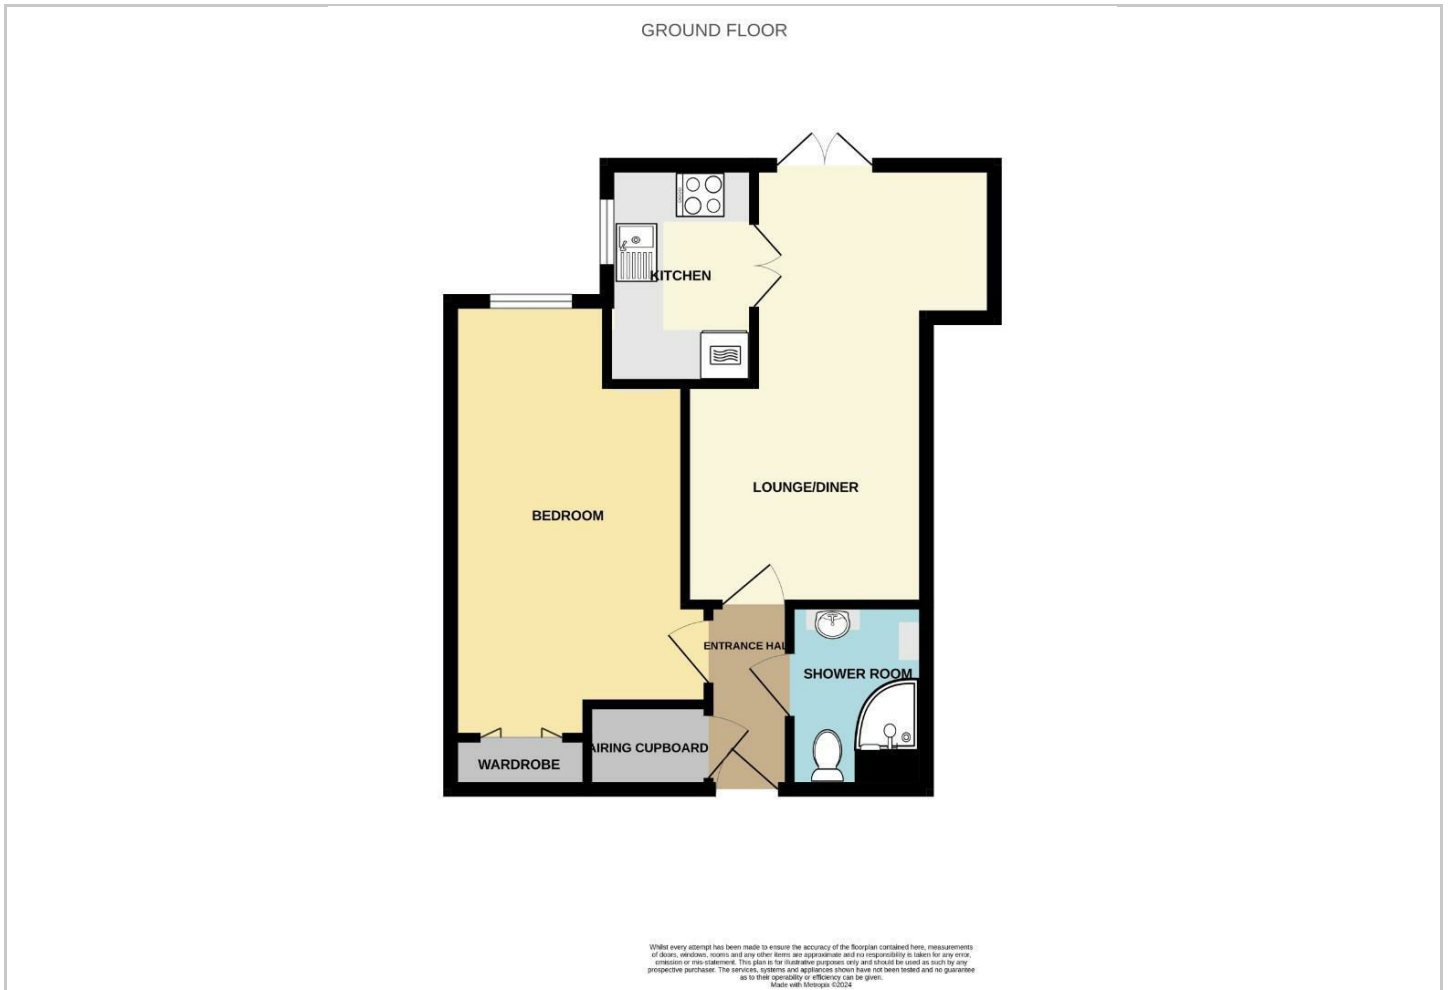 GROUND FLOOR
KITCHEN
LOUNGE/DINER
BEDROOM
ENTRANCE HAL
SHOWER ROOM
AIRING CUPBOARD
WARDROBE
Whilst every attempt has been made to ensure the accuracy of the floorplan contained here, measurements
of doors, windows, rooms and any other items are approximate and no responsibility is taken for any error,
omission or mis-statement. This plan is for illustrative purposes only and should be used as such by any
prospective purchaser. The services, systems and appliances shown have not been tested and no guarantee
as to their operability or efficiency can be given.
Made with Metropix ©2024